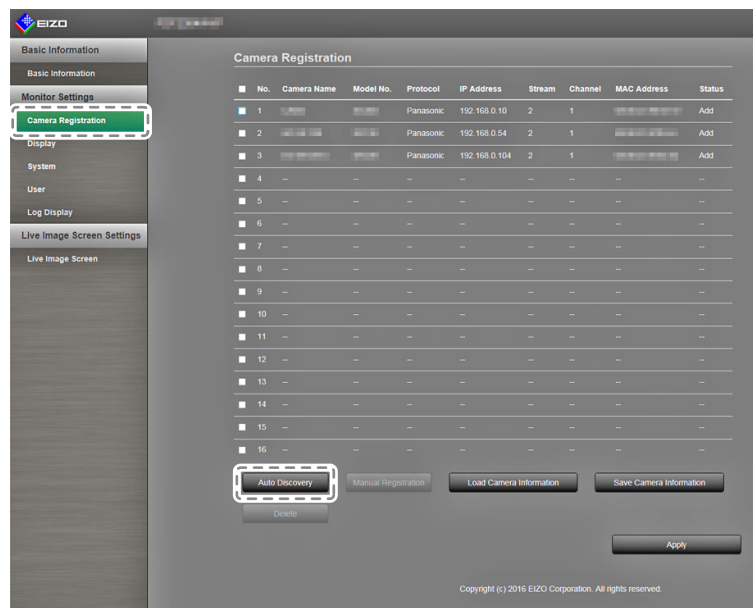 EIZO
Basic Information
Basic Information
Monitor Settings
Camera Registration
Display
System
User
Log Display
Live Image Screen Settings
Live Image Screen
Camera Registration
No. Camera Name Model No. Protocol IP Address Stream Channel MAC Address Status
1 Panasonic 192.168.0.10 2 1 Add
2 Panasonic 192.168.0.54 2 1 Add
3 Panasonic 192.168.0.104 2 1 Add
4 -- -- -- -- -- -- -- --
5 -- -- -- -- -- -- -- --
6 -- -- -- -- -- -- -- --
7 -- -- -- -- -- -- -- --
8 -- -- -- -- -- -- -- --
9 -- -- -- -- -- -- -- --
10 -- -- -- -- -- -- -- --
11 -- -- -- -- -- -- -- --
12 -- -- -- -- -- -- -- --
13 -- -- -- -- -- -- -- --
14 -- -- -- -- -- -- -- --
15 -- -- -- -- -- -- -- --
16 -- -- -- -- -- -- -- --
Auto Discovery Manual Registration Load Camera Information Save Camera Information
Delete
Apply
Copyright (c) 2016 EIZO Corporation. All rights reserved.